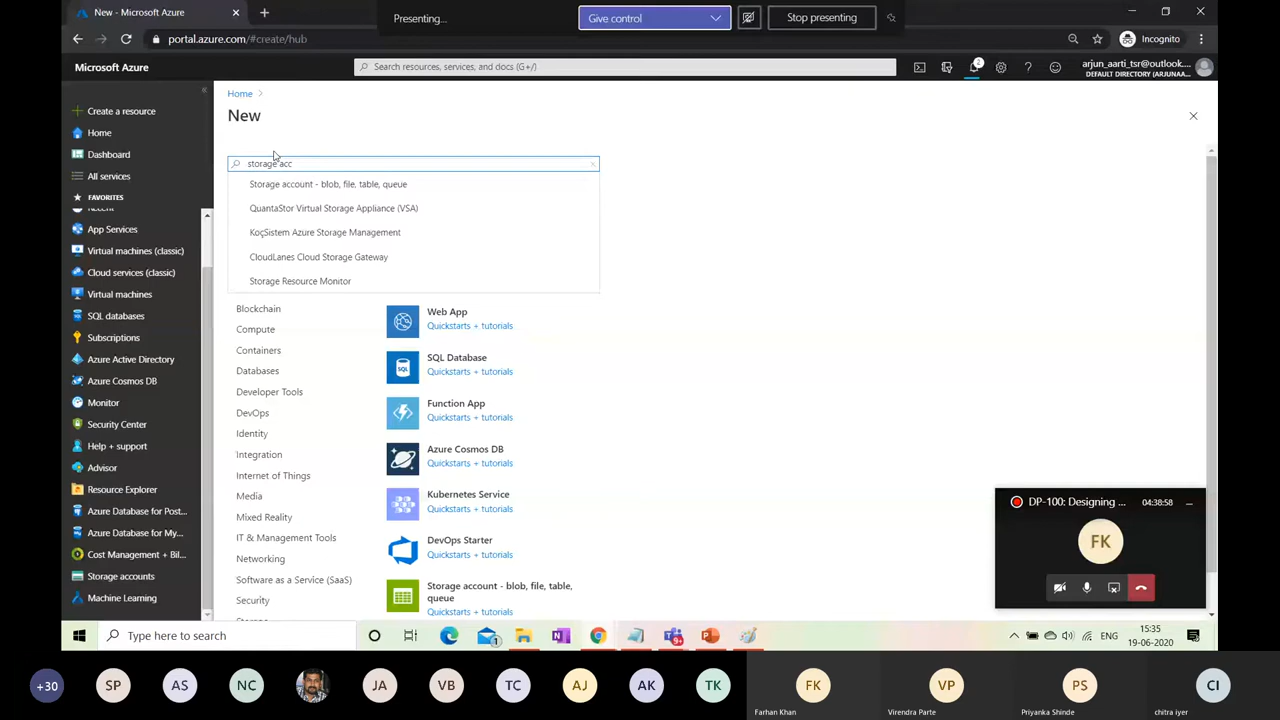 New - Microsoft Azure
Presenting...
Give control
Stop presenting
portal.azure.com/#create/hub
Incognito
Microsoft Azure
Search resources, services, and docs (G+/)
arjun_aarti_tsr@outlook....
DEFAULT DIRECTORY (ARJUNAA...
Create a resource
Home
Dashboard
All services
FAVORITES
Recent
App Services
Virtual machines (classic)
Cloud services (classic)
Virtual machines
SQL databases
Subscriptions
Azure Active Directory
Azure Cosmos DB
Monitor
Security Center
Help + support
Advisor
Resource Explorer
Azure Database for Post...
Azure Database for My...
Cost Management + Bil...
Storage accounts
Machine Learning
Home
New
storage acc
Storage account - blob, file, table, queue
QuantaStor Virtual Storage Appliance (VSA)
KoçSistem Azure Storage Management
CloudLanes Cloud Storage Gateway
Storage Resource Monitor
Blockchain
Compute
Containers
Databases
Developer Tools
DevOps
Identity
Integration
Internet of Things
Media
Mixed Reality
IT & Management Tools
Networking
Software as a Service (SaaS)
Security
Storage
Web App
Quickstarts + tutorials
SQL Database
Quickstarts + tutorials
Function App
Quickstarts + tutorials
Azure Cosmos DB
Quickstarts + tutorials
Kubernetes Service
Quickstarts + tutorials
DevOps Starter
Quickstarts + tutorials
Storage account - blob, file, table,
queue
Quickstarts + tutorials
DP-100: Designing ...
04:38:58
FK
Type here to search
1
9+
ENG
15:35
19-06-2020
+30
SP
AS
NC
JA
VB
TC
AJ
AK
TK
FK
Farhan Khan
VP
Virendra Parte
PS
Priyanka Shinde
CI
chitra iyer